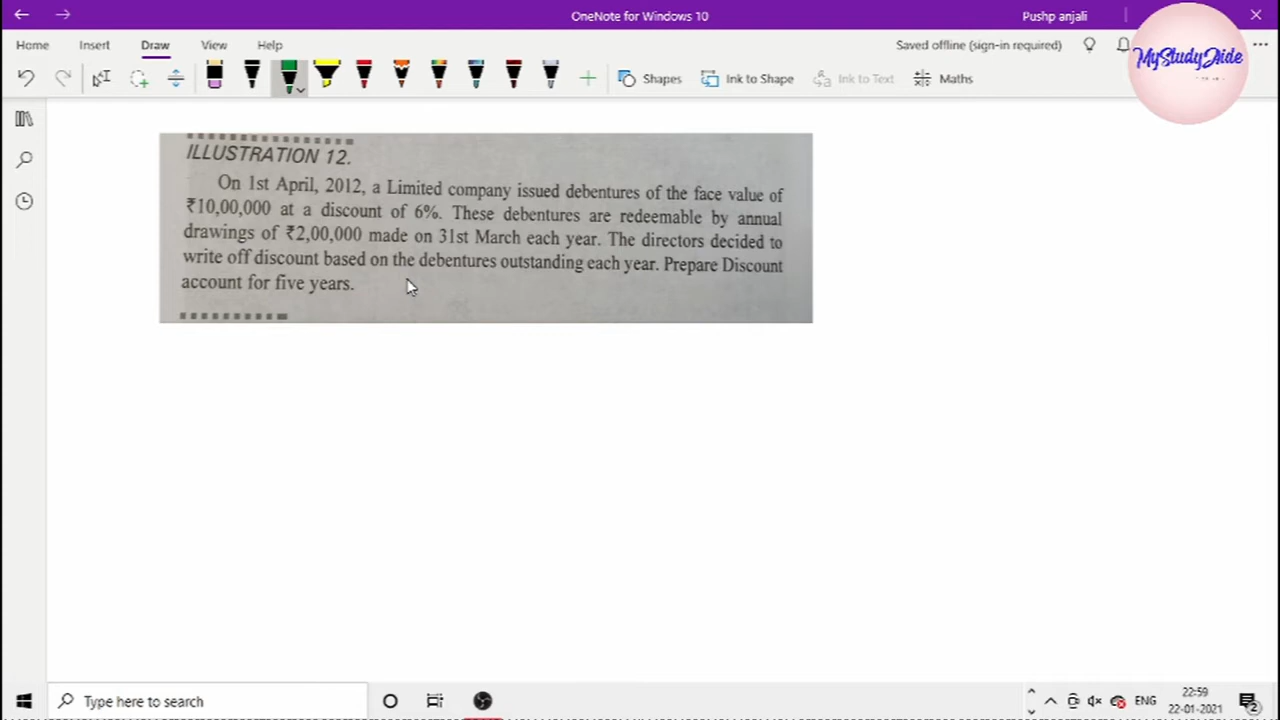 OneNote for Windows 10
Pushp anjali
Home Insert Draw View Help
Saved offline (sign-in required)
MyStudyAide
Shapes Ink to Shape Ink to Text Maths
ILLUSTRATION 12.
On 1st April, 2012, a Limited company issued debentures of the face value of
₹10,00,000 at a discount of 6%. These debentures are redeemable by annual
drawings of ₹2,00,000 made on 31st March each year. The directors decided to
write off discount based on the debentures outstanding each year. Prepare Discount
account for five years.
Type here to search
ENG
22:59
22-01-2021
2